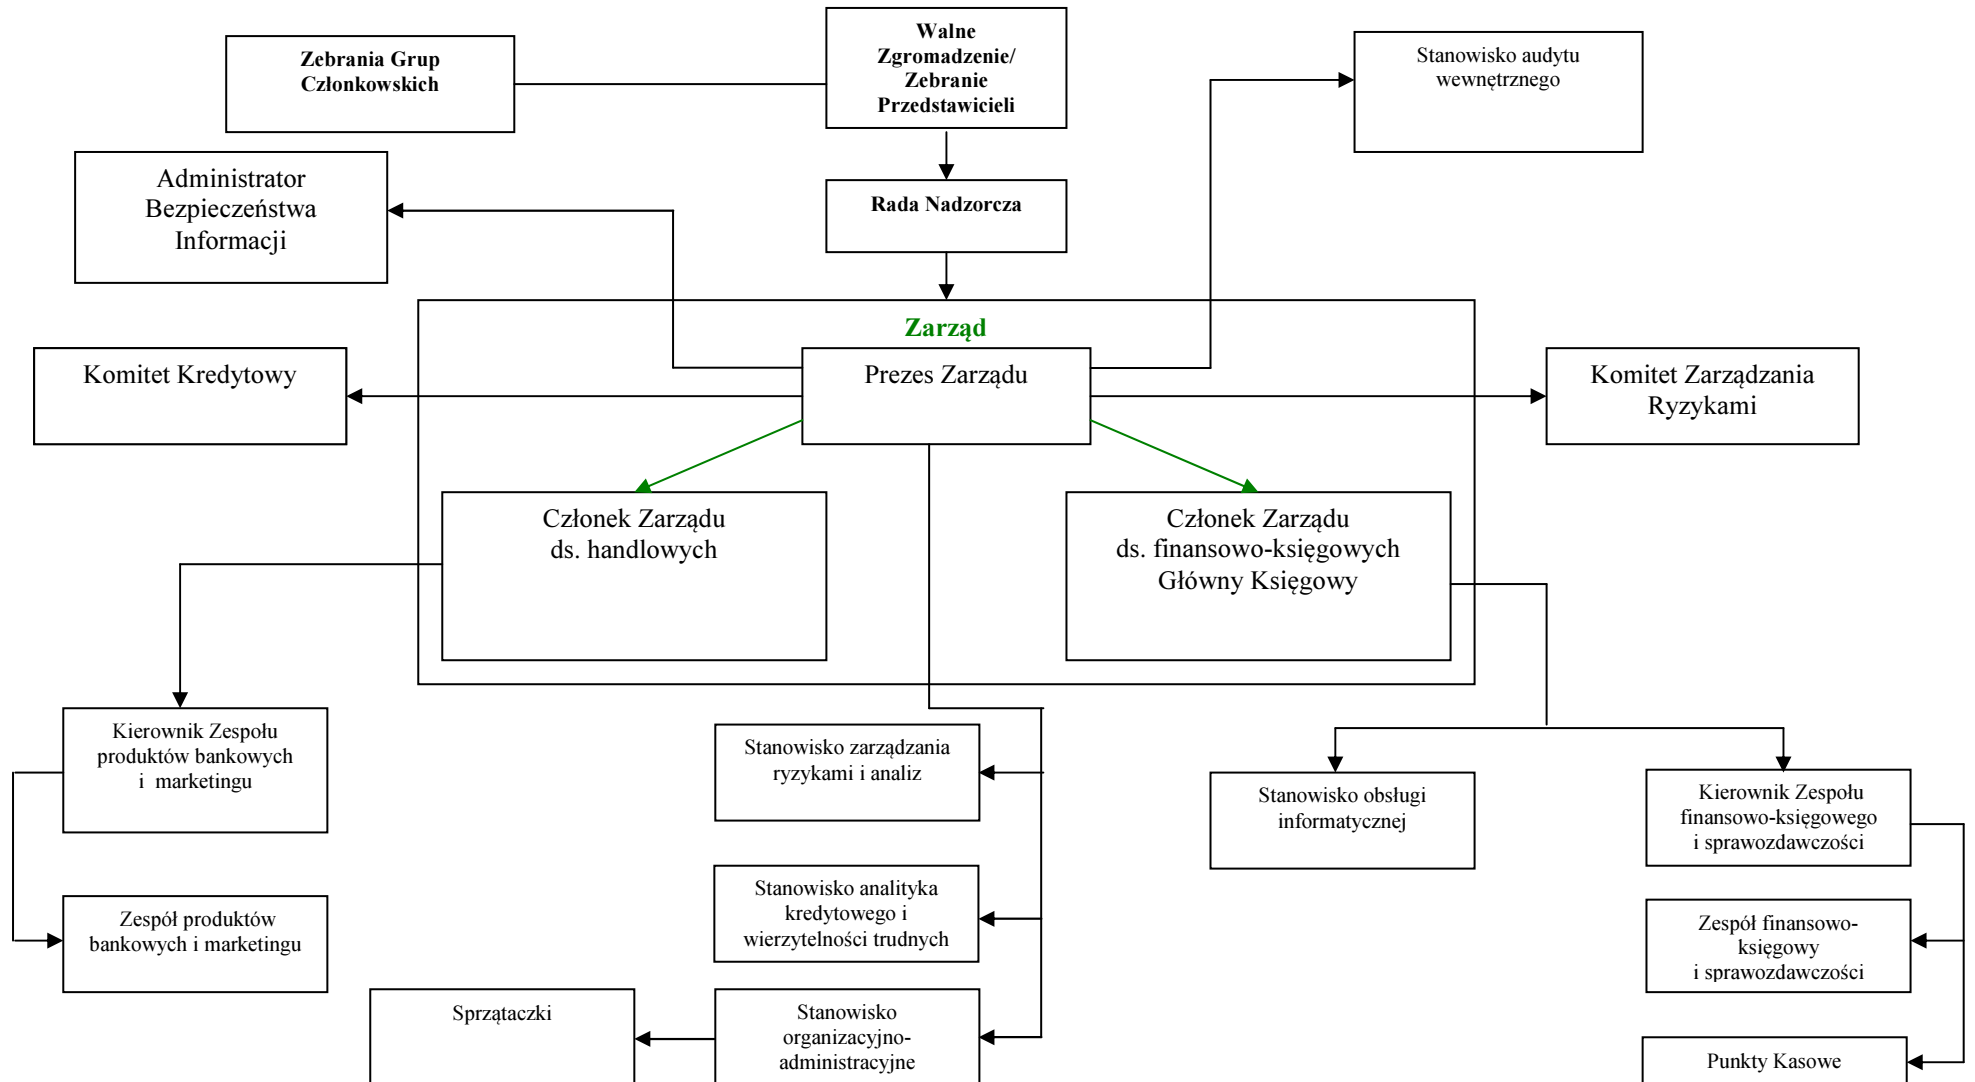 Walne
Zgromadzenie/
Zebranie
Przedstawicieli
Zebrania Grup
Członkowskich
Stanowisko audytu
wewnętrznego
Administrator
Bezpieczeństwa
Informacji
Rada Nadzorcza
Zarząd
Komitet Kredytowy
Prezes Zarządu
Komitet Zarządzania
Ryzykami
Członek Zarządu
ds. handlowych
Członek Zarządu
ds. finansowo-księgowych
Główny Księgowy
Kierownik Zespołu
produktów bankowych
i marketingu
Stanowisko zarządzania
ryzykami i analiz
Stanowisko obsługi
informatycznej
Kierownik Zespołu
finansowo-księgowego
i sprawozdawczości
Stanowisko analityka
kredytowego i
wierzytelności trudnych
Zespół produktów
bankowych i marketingu
Zespół finansowo-
księgowy
i sprawozdawczości
Sprzątaczki
Stanowisko
organizacyjno-
administracyjne
Punkty Kasowe